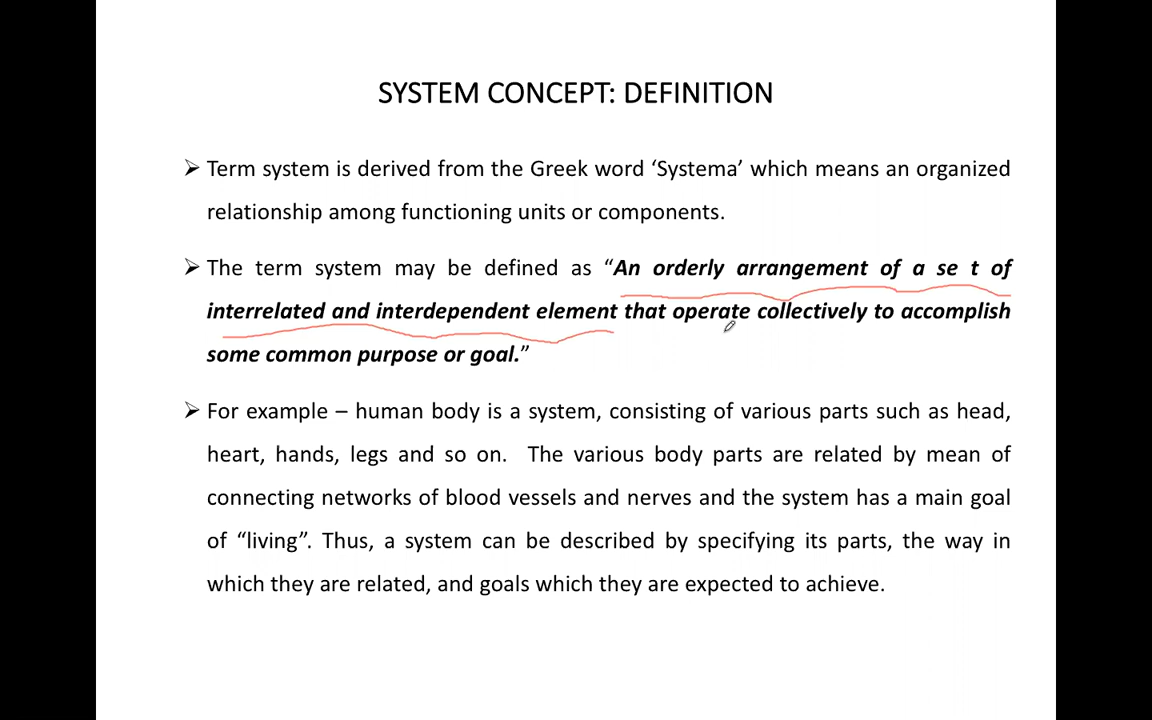 SYSTEM CONCEPT: DEFINITION
➢ Term system is derived from the Greek word ‘Systema’ which means an organized
relationship among functioning units or components.
➢ The term system may be defined as “An orderly arrangement of a se t of
interrelated and interdependent element that operate collectively to accomplish
some common purpose or goal.”
➢ For example – human body is a system, consisting of various parts such as head,
heart, hands, legs and so on.  The various body parts are related by mean of
connecting networks of blood vessels and nerves and the system has a main goal
of “living”. Thus, a system can be described by specifying its parts, the way in
which they are related, and goals which they are expected to achieve.